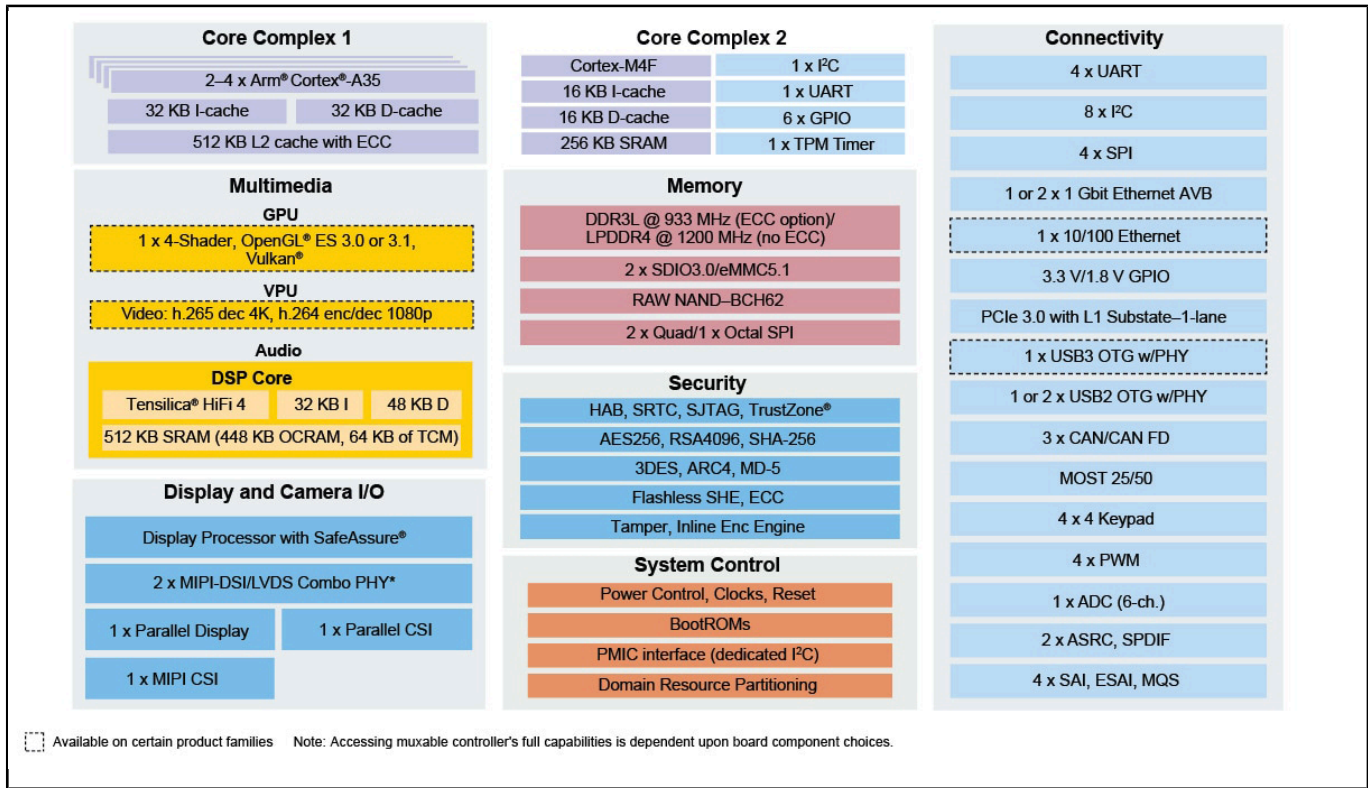 Core Complex 1
2–4 x Arm® Cortex®-A35
32 KB I-cache
32 KB D-cache
512 KB L2 cache with ECC
Multimedia
GPU
1 x 4-Shader, OpenGL® ES 3.0 or 3.1,
Vulkan®
VPU
Video: h.265 dec 4K, h.264 enc/dec 1080p
Audio
DSP Core
Tensilica® HiFi 4
32 KB I
48 KB D
512 KB SRAM (448 KB OCRAM, 64 KB of TCM)
Display and Camera I/O
Display Processor with SafeAssure®
2 x MIPI-DSI/LVDS Combo PHY*
1 x Parallel Display
1 x Parallel CSI
1 x MIPI CSI
Core Complex 2
Cortex-M4F
1 x I²C
16 KB I-cache
1 x UART
16 KB D-cache
6 x GPIO
256 KB SRAM
1 x TPM Timer
Memory
DDR3L @ 933 MHz (ECC option)/
LPDDR4 @ 1200 MHz (no ECC)
2 x SDIO3.0/eMMC5.1
RAW NAND–BCH62
2 x Quad/1 x Octal SPI
Security
HAB, SRTC, SJTAG, TrustZone®
AES256, RSA4096, SHA-256
3DES, ARC4, MD-5
Flashless SHE, ECC
Tamper, Inline Enc Engine
System Control
Power Control, Clocks, Reset
BootROMs
PMIC interface (dedicated I²C)
Domain Resource Partitioning
Connectivity
4 x UART
8 x I²C
4 x SPI
1 or 2 x 1 Gbit Ethernet AVB
1 x 10/100 Ethernet
3.3 V/1.8 V GPIO
PCIe 3.0 with L1 Substate–1-lane
1 x USB3 OTG w/PHY
1 or 2 x USB2 OTG w/PHY
3 x CAN/CAN FD
MOST 25/50
4 x 4 Keypad
4 x PWM
1 x ADC (6-ch.)
2 x ASRC, SPDIF
4 x SAI, ESAI, MQS
Available on certain product families Note: Accessing muxable controller's full capabilities is dependent upon board component choices.